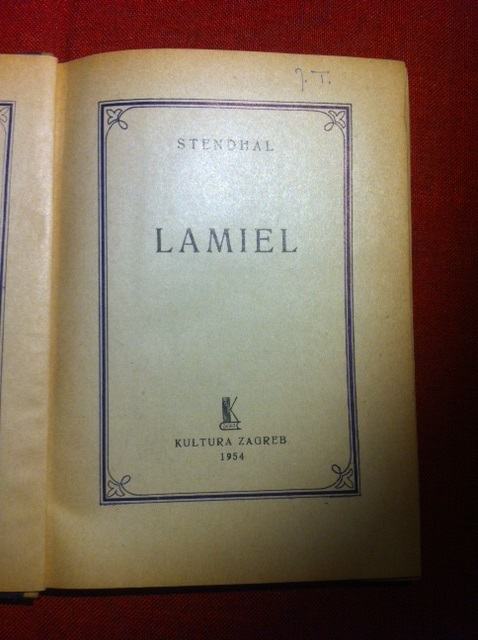 J. T.
STENDHAL
LAMIEL
K
KULTURA ZAGREB
1954